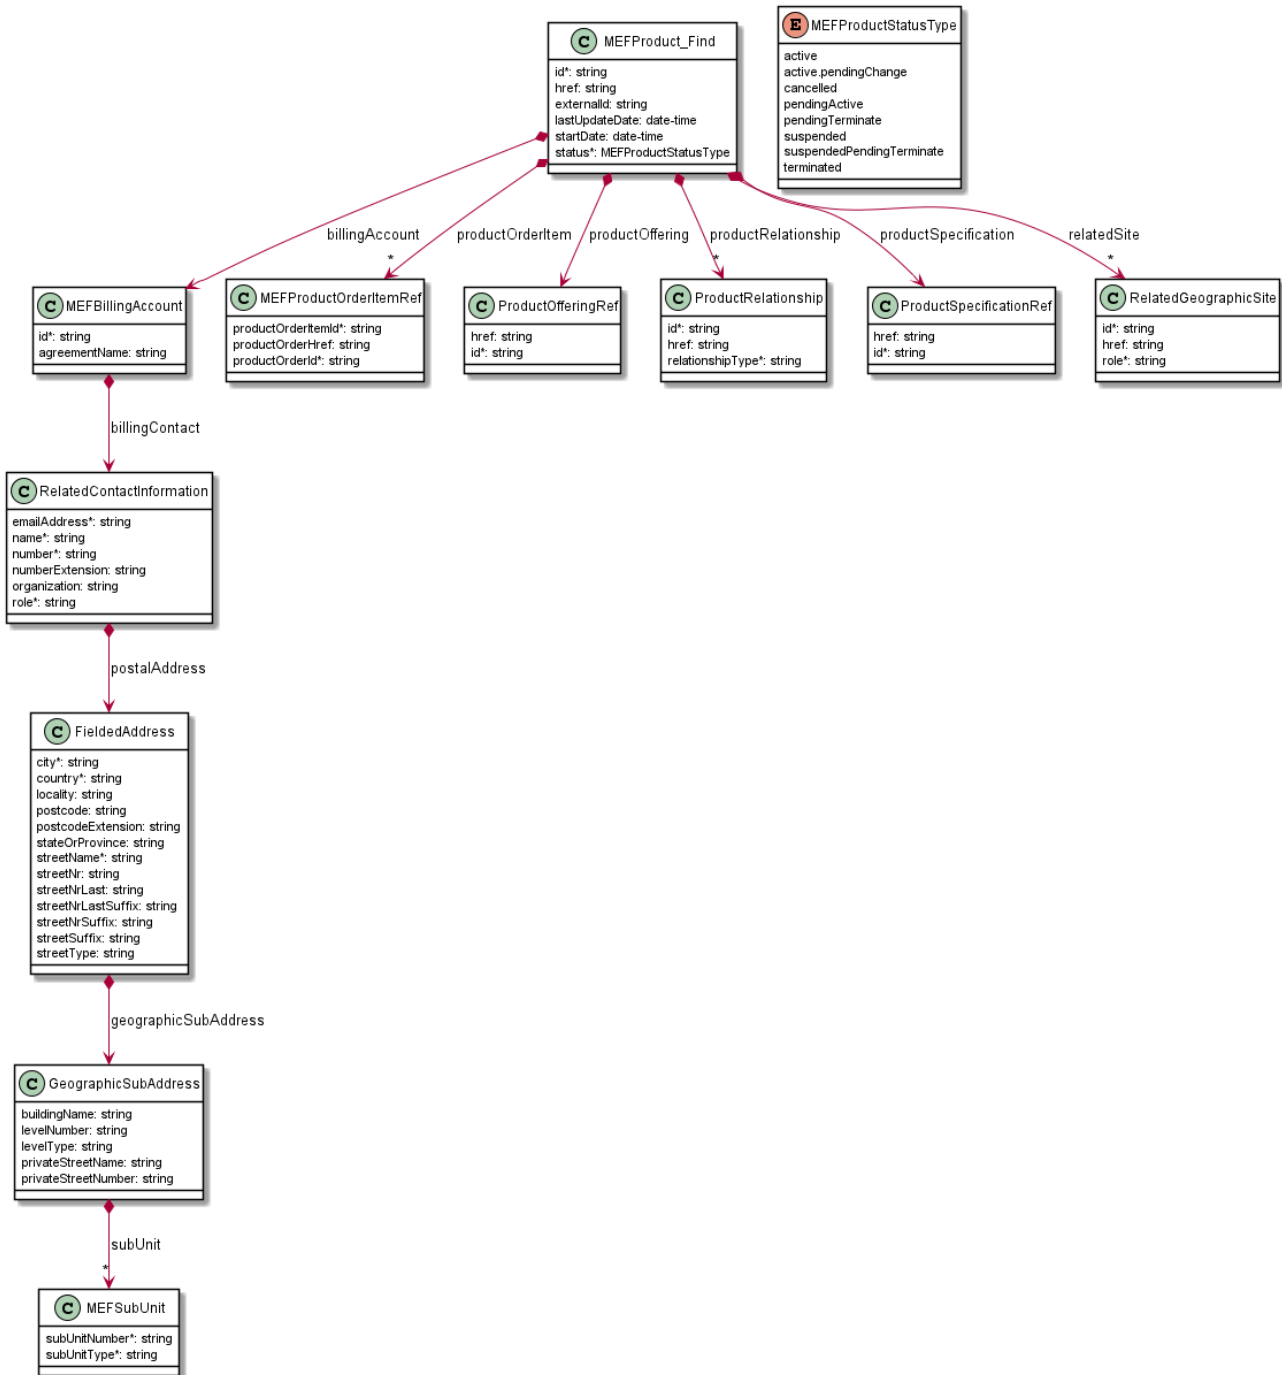 C MEFProduct_Find
id*: string
href: string
externalId: string
lastUpdateDate: date-time
startDate: date-time
status*: MEFProductStatusType
E MEFProductStatusType
active
active.pendingChange
cancelled
pendingActive
pendingTerminate
suspended
suspendedPendingTerminate
terminated
billingAccount
productOrderItem
*
productOffering
productRelationship
*
productSpecification
relatedSite
*
C MEFBillingAccount
id*: string
agreementName: string
C MEFProductOrderItemRef
productOrderItemId*: string
productOrderHref: string
productOrderId*: string
C ProductOfferingRef
href: string
id*: string
C ProductRelationship
id*: string
href: string
relationshipType*: string
C ProductSpecificationRef
href: string
id*: string
C RelatedGeographicSite
id*: string
href: string
role*: string
billingContact
C RelatedContactInformation
emailAddress*: string
name*: string
number*: string
numberExtension: string
organization: string
role*: string
postalAddress
C FieldedAddress
city*: string
country*: string
locality: string
postcode: string
postcodeExtension: string
stateOrProvince: string
streetName*: string
streetNr: string
streetNrLast: string
streetNrLastSuffix: string
streetNrSuffix: string
streetSuffix: string
streetType: string
geographicSubAddress
C GeographicSubAddress
buildingName: string
levelNumber: string
levelType: string
privateStreetName: string
privateStreetNumber: string
subUnit
*
C MEFSubUnit
subUnitNumber*: string
subUnitType*: string